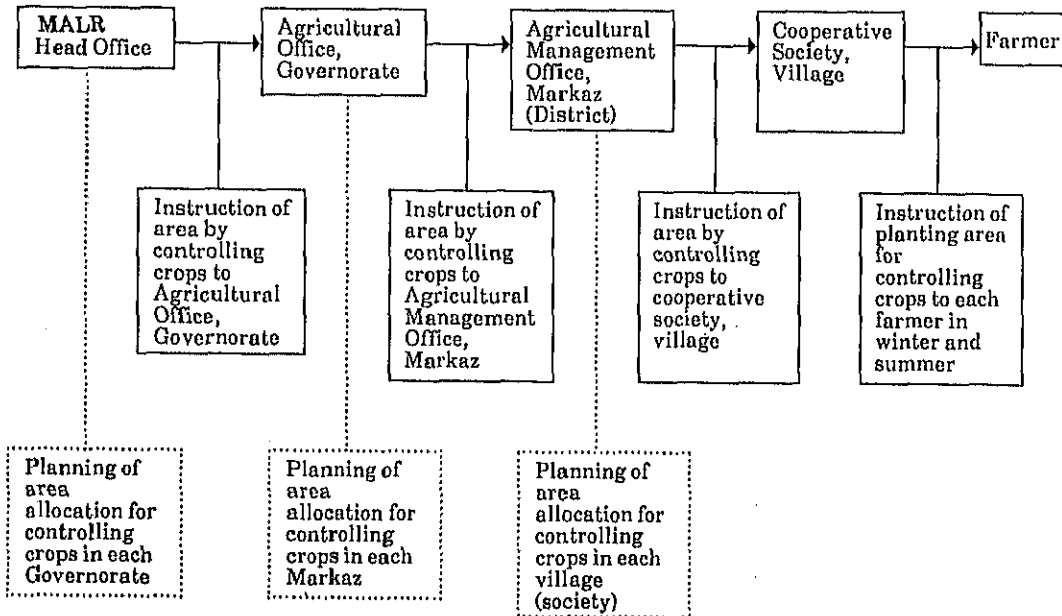 MALR
Head Office
Agricultural
Office,
Governorate
Agricultural
Management
Office,
Markaz
(District)
Cooperative
Society,
Village
Farmer
Instruction of
area by
controlling
crops to
Agricultural
Office,
Governorate
Instruction of
area by
controlling
crops to
Agricultural
Management
Office,
Markaz
Instruction of
area by
controlling
crops to
cooperative
society,
village
Instruction of
planting area
for
controlling
crops to each
farmer in
winter and
summer
Planning of
area
allocation for
controlling
crops in each
Governorate
Planning of
area
allocation for
controlling
crops in each
Markaz
Planning of
area
allocation for
controlling
crops in each
village
(society)